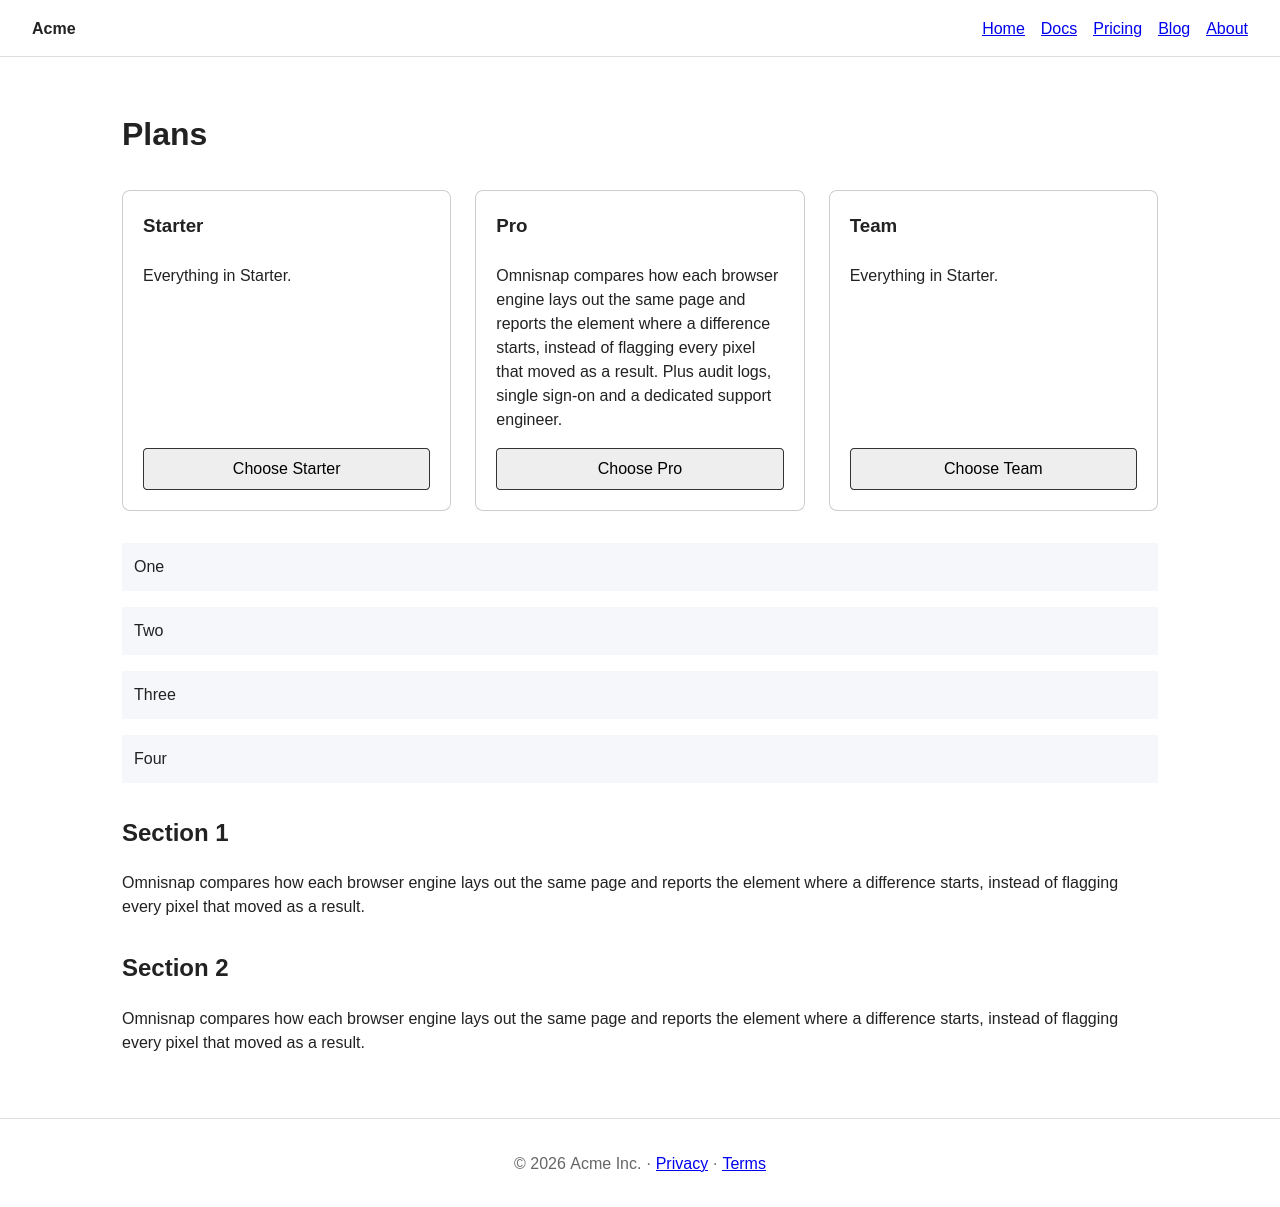 Acme
Home Docs Pricing Blog About
Plans
Starter
Everything in Starter.
Choose Starter
Pro
Omnisnap compares how each browser
engine lays out the same page and
reports the element where a difference
starts, instead of flagging every pixel
that moved as a result. Plus audit logs,
single sign-on and a dedicated support
engineer.
Choose Pro
Team
Everything in Starter.
Choose Team
One
Two
Three
Four
Section 1
Omnisnap compares how each browser engine lays out the same page and reports the element where a difference starts, instead of flagging
every pixel that moved as a result.
Section 2
Omnisnap compares how each browser engine lays out the same page and reports the element where a difference starts, instead of flagging
every pixel that moved as a result.
© 2026 Acme Inc. · Privacy · Terms